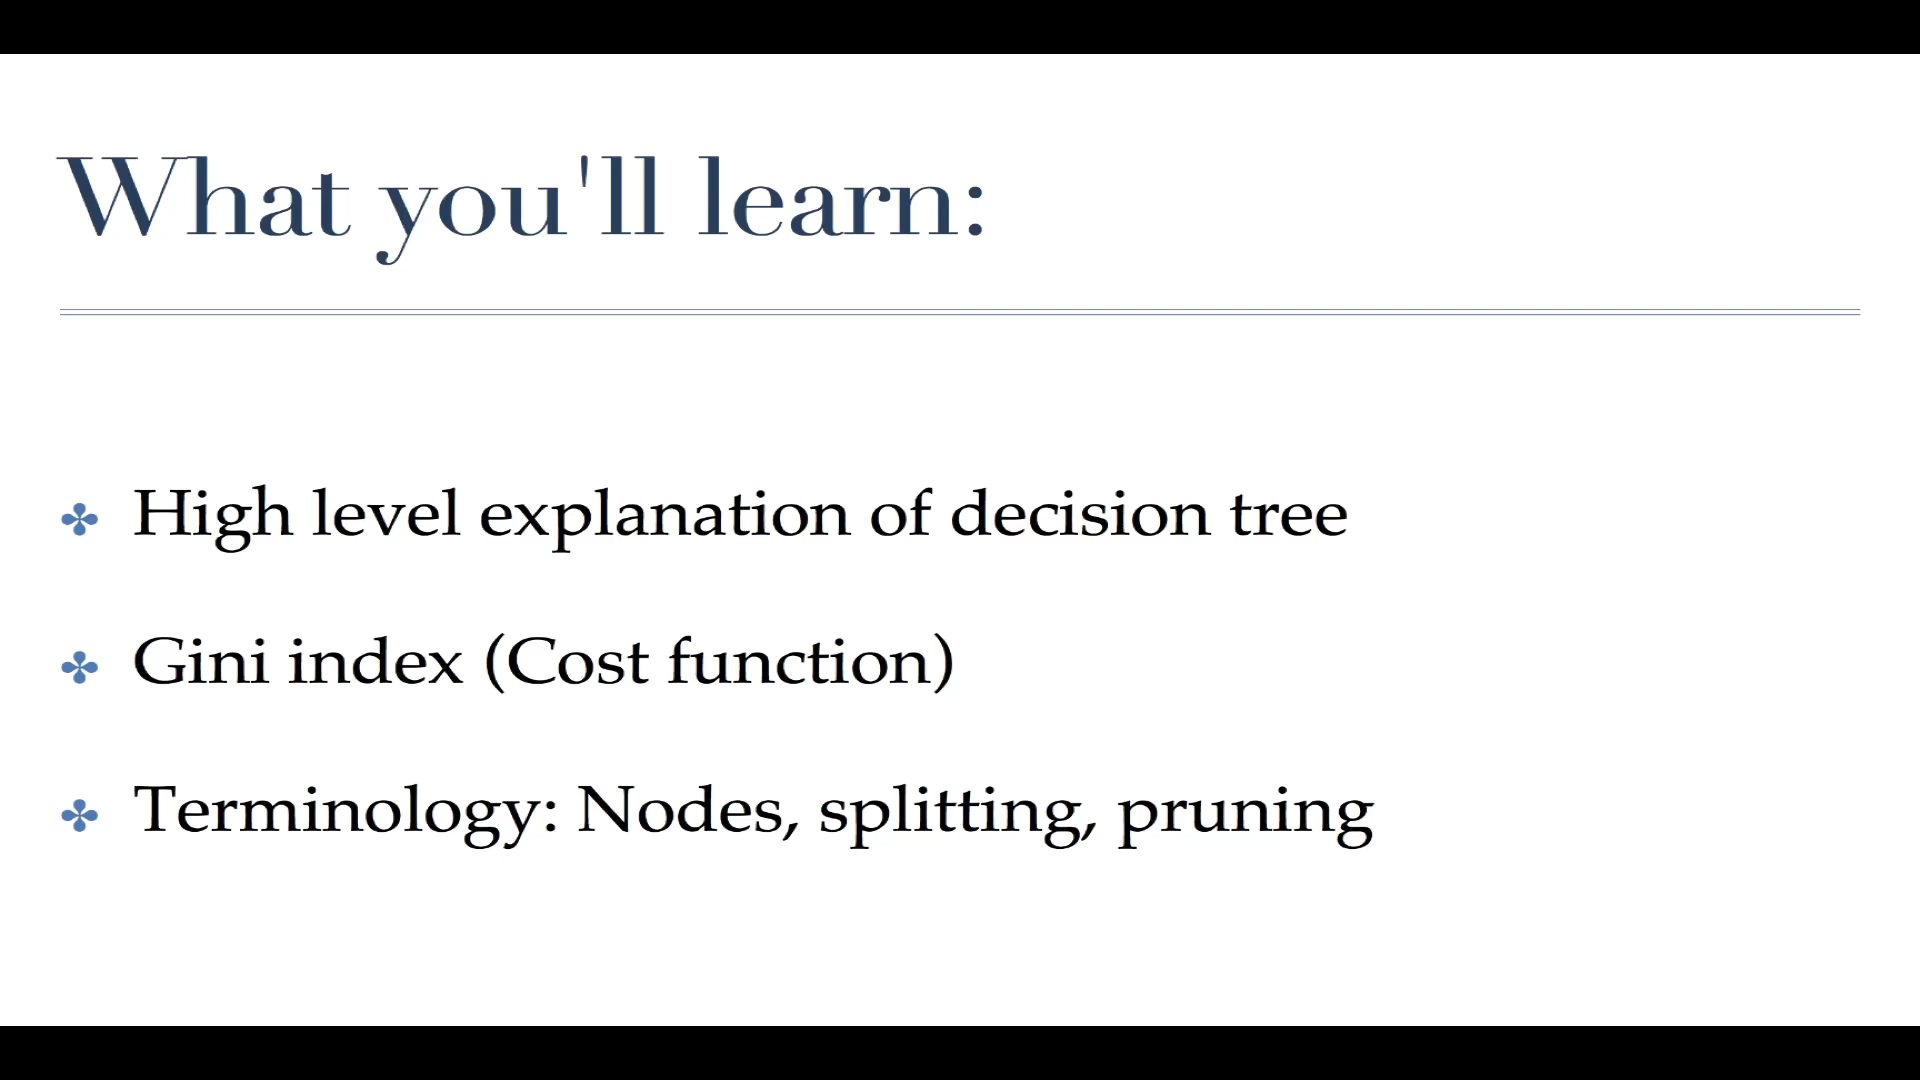 What you'll learn:
High level explanation of decision tree
Gini index (Cost function)
Terminology: Nodes, splitting, pruning